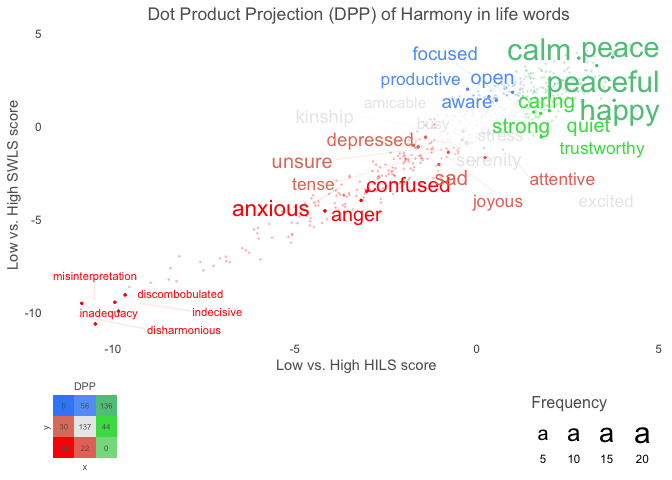 Dot Product Projection (DPP) of Harmony in life words
5
0
-5
-10
Low vs. High SWLS score
focused
calm
peace
productive
open
peaceful
amicable
aware
caring
happy
kinship
busy
strong
quiet
depressed
stress
trustworthy
unsure
serenity
tense
confused
sad
attentive
anxious
anger
joyous
excited
misinterpretation
discombobulated
inadequacy
indecisive
disharmonious
-10
-5
0
5
Low vs. High HILS score
DPP
56
136
30
137
44
22
0
y
x
Frequency
a a a a
5 10 15 20